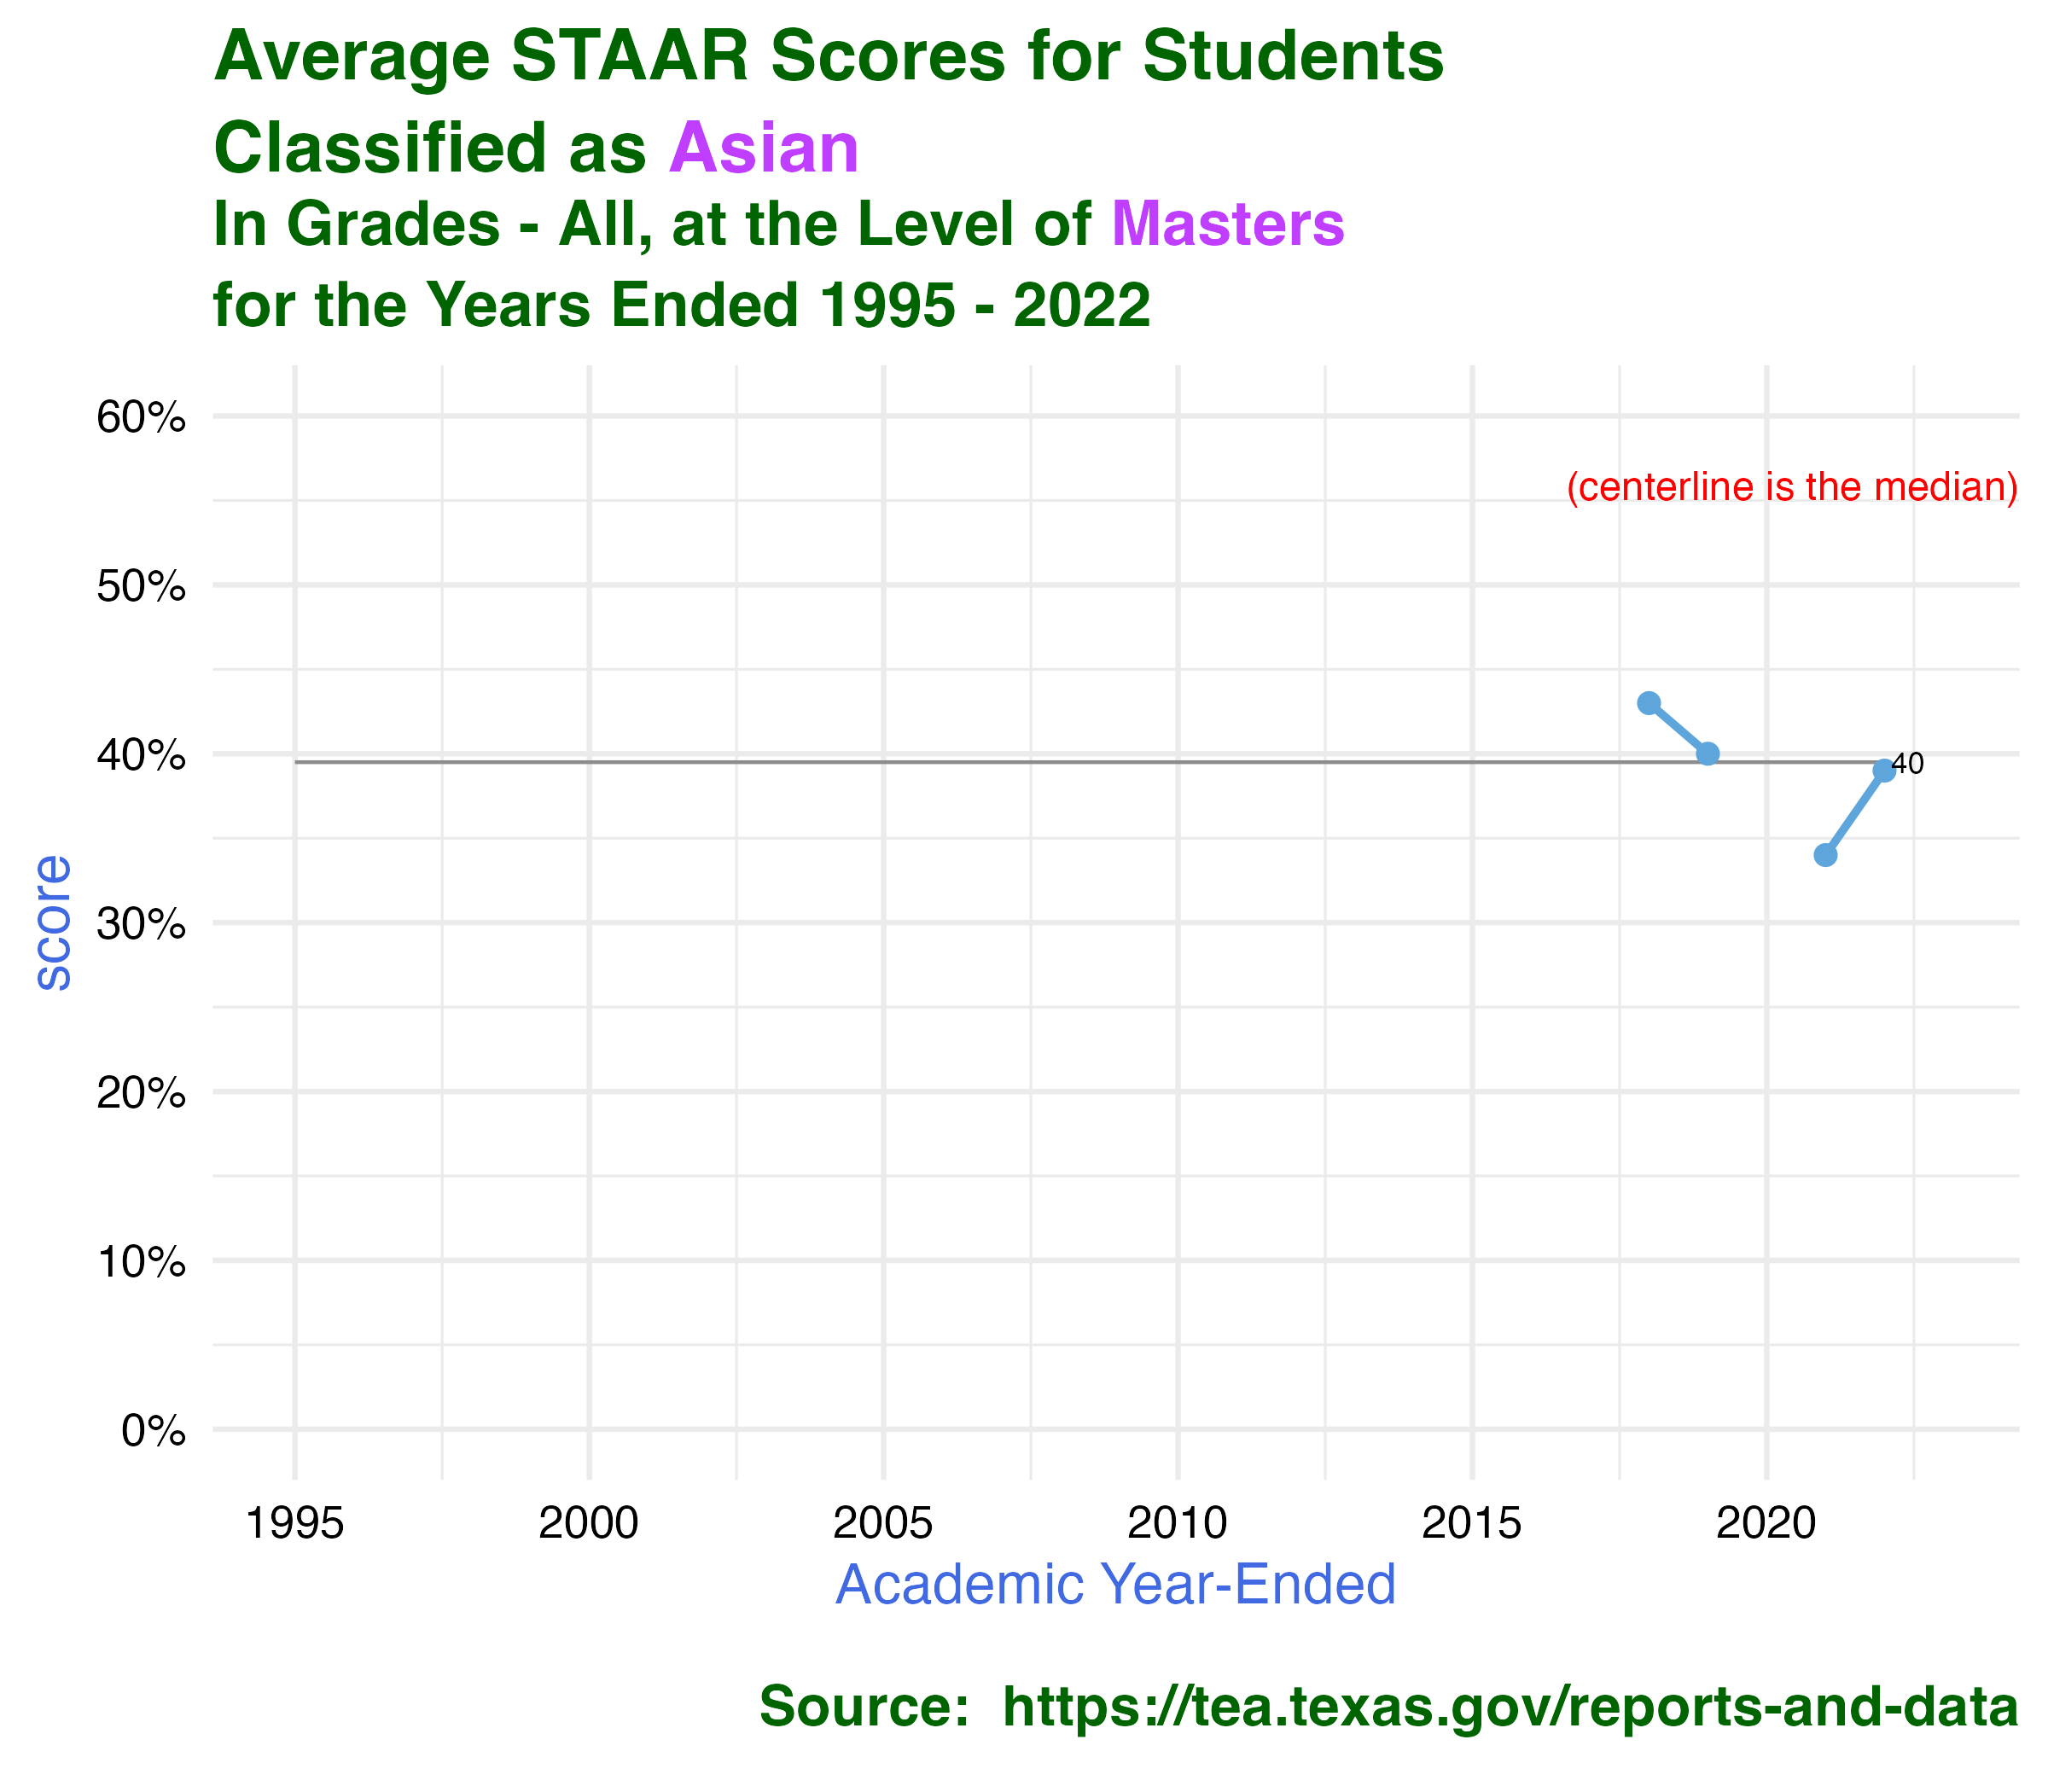 Average STAAR Scores for Students
Classified as Asian
In Grades - All, at the Level of Masters
for the Years Ended 1995 - 2022
60%
(centerline is the median)
50%
40%
40
30%
20%
10%
0%
score
1995 2000 2005 2010 2015 2020
Academic Year-Ended
Source:  https://tea.texas.gov/reports-and-data